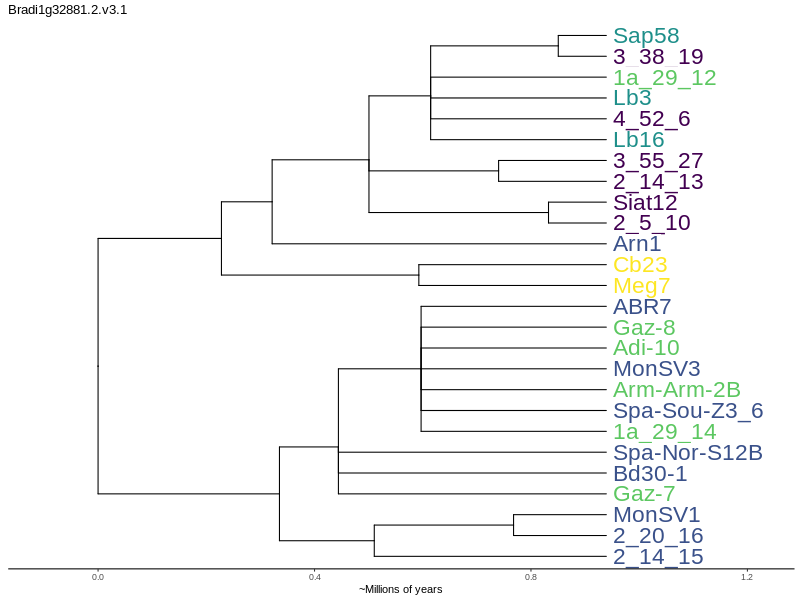 Bradi1g32881.2.v3.1
Sap58
3_38_19
1a_29_12
Lb3
4_52_6
Lb16
3_55_27
2_14_13
Siat12
2_5_10
Arn1
Cb23
Meg7
ABR7
Gaz-8
Adi-10
MonSV3
Arm-Arm-2B
Spa-Sou-Z3_6
1a_29_14
Spa-Nor-S12B
Bd30-1
Gaz-7
MonSV1
2_20_16
2_14_15
0.0 0.4 0.8 1.2
~Millions of years